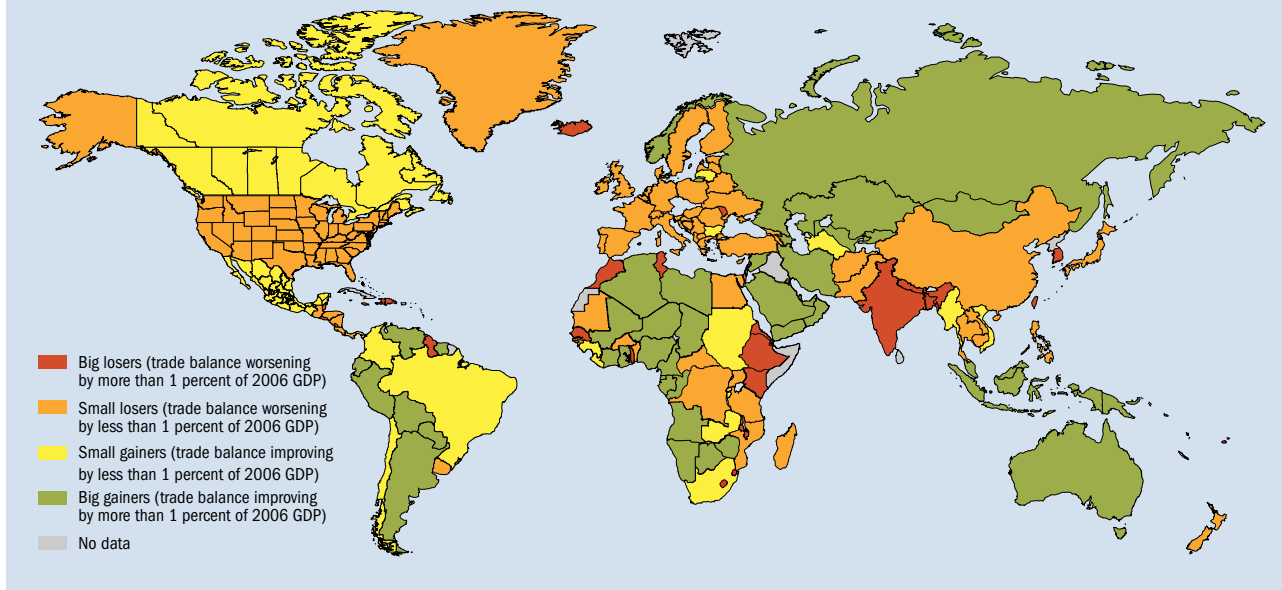 Big losers (trade balance worsening
by more than 1 percent of 2006 GDP)
Small losers (trade balance worsening
by less than 1 percent of 2006 GDP)
Small gainers (trade balance improving
by less than 1 percent of 2006 GDP)
Big gainers (trade balance improving
by more than 1 percent of 2006 GDP)
No data